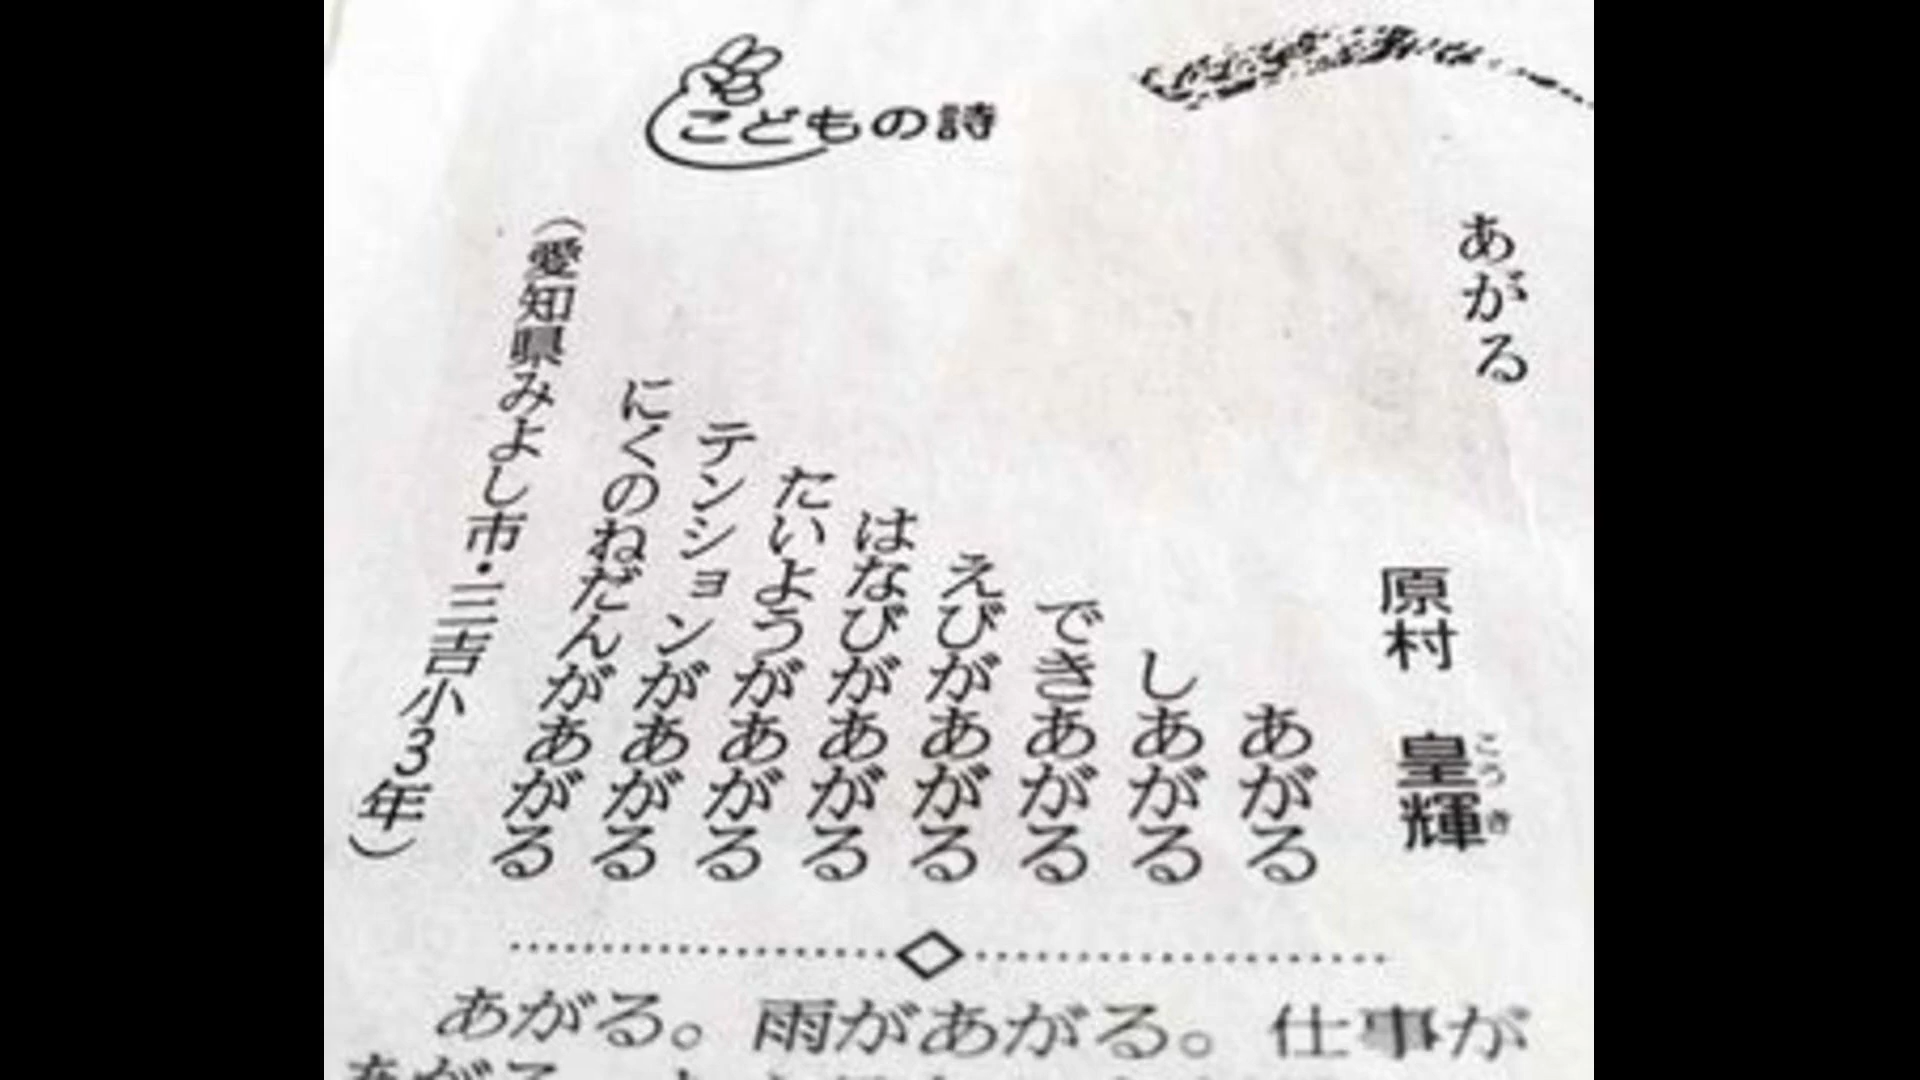 こどもの詩
あがる
原村 皇輝
こうき
あがる
しあがる
できあがる
えびがあがる
はなびがあがる
たいようがあがる
テンションがあがる
にくのねだんがあがる
（愛知県みよし市・三吉小3年）
あがる。雨があがる。仕事が